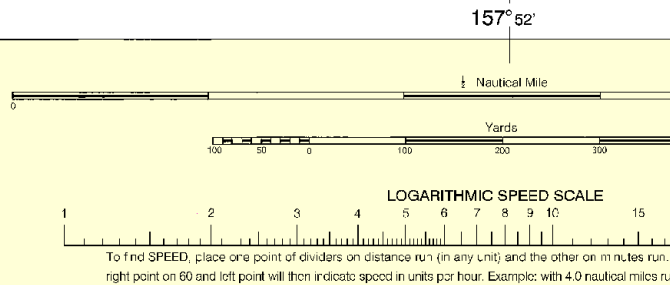 157° 52'
½ Nautical Mile
0
Yards
100 50 0 100 200 300
LOGARITHMIC SPEED SCALE
1 2 3 4 5 6 7 8 9 10 15
To find SPEED, place one point of dividers on distance run (in any unit) and the other on minutes run.
right point on 60 and left point will then indicate speed in units per hour. Example: with 4.0 nautical miles ru